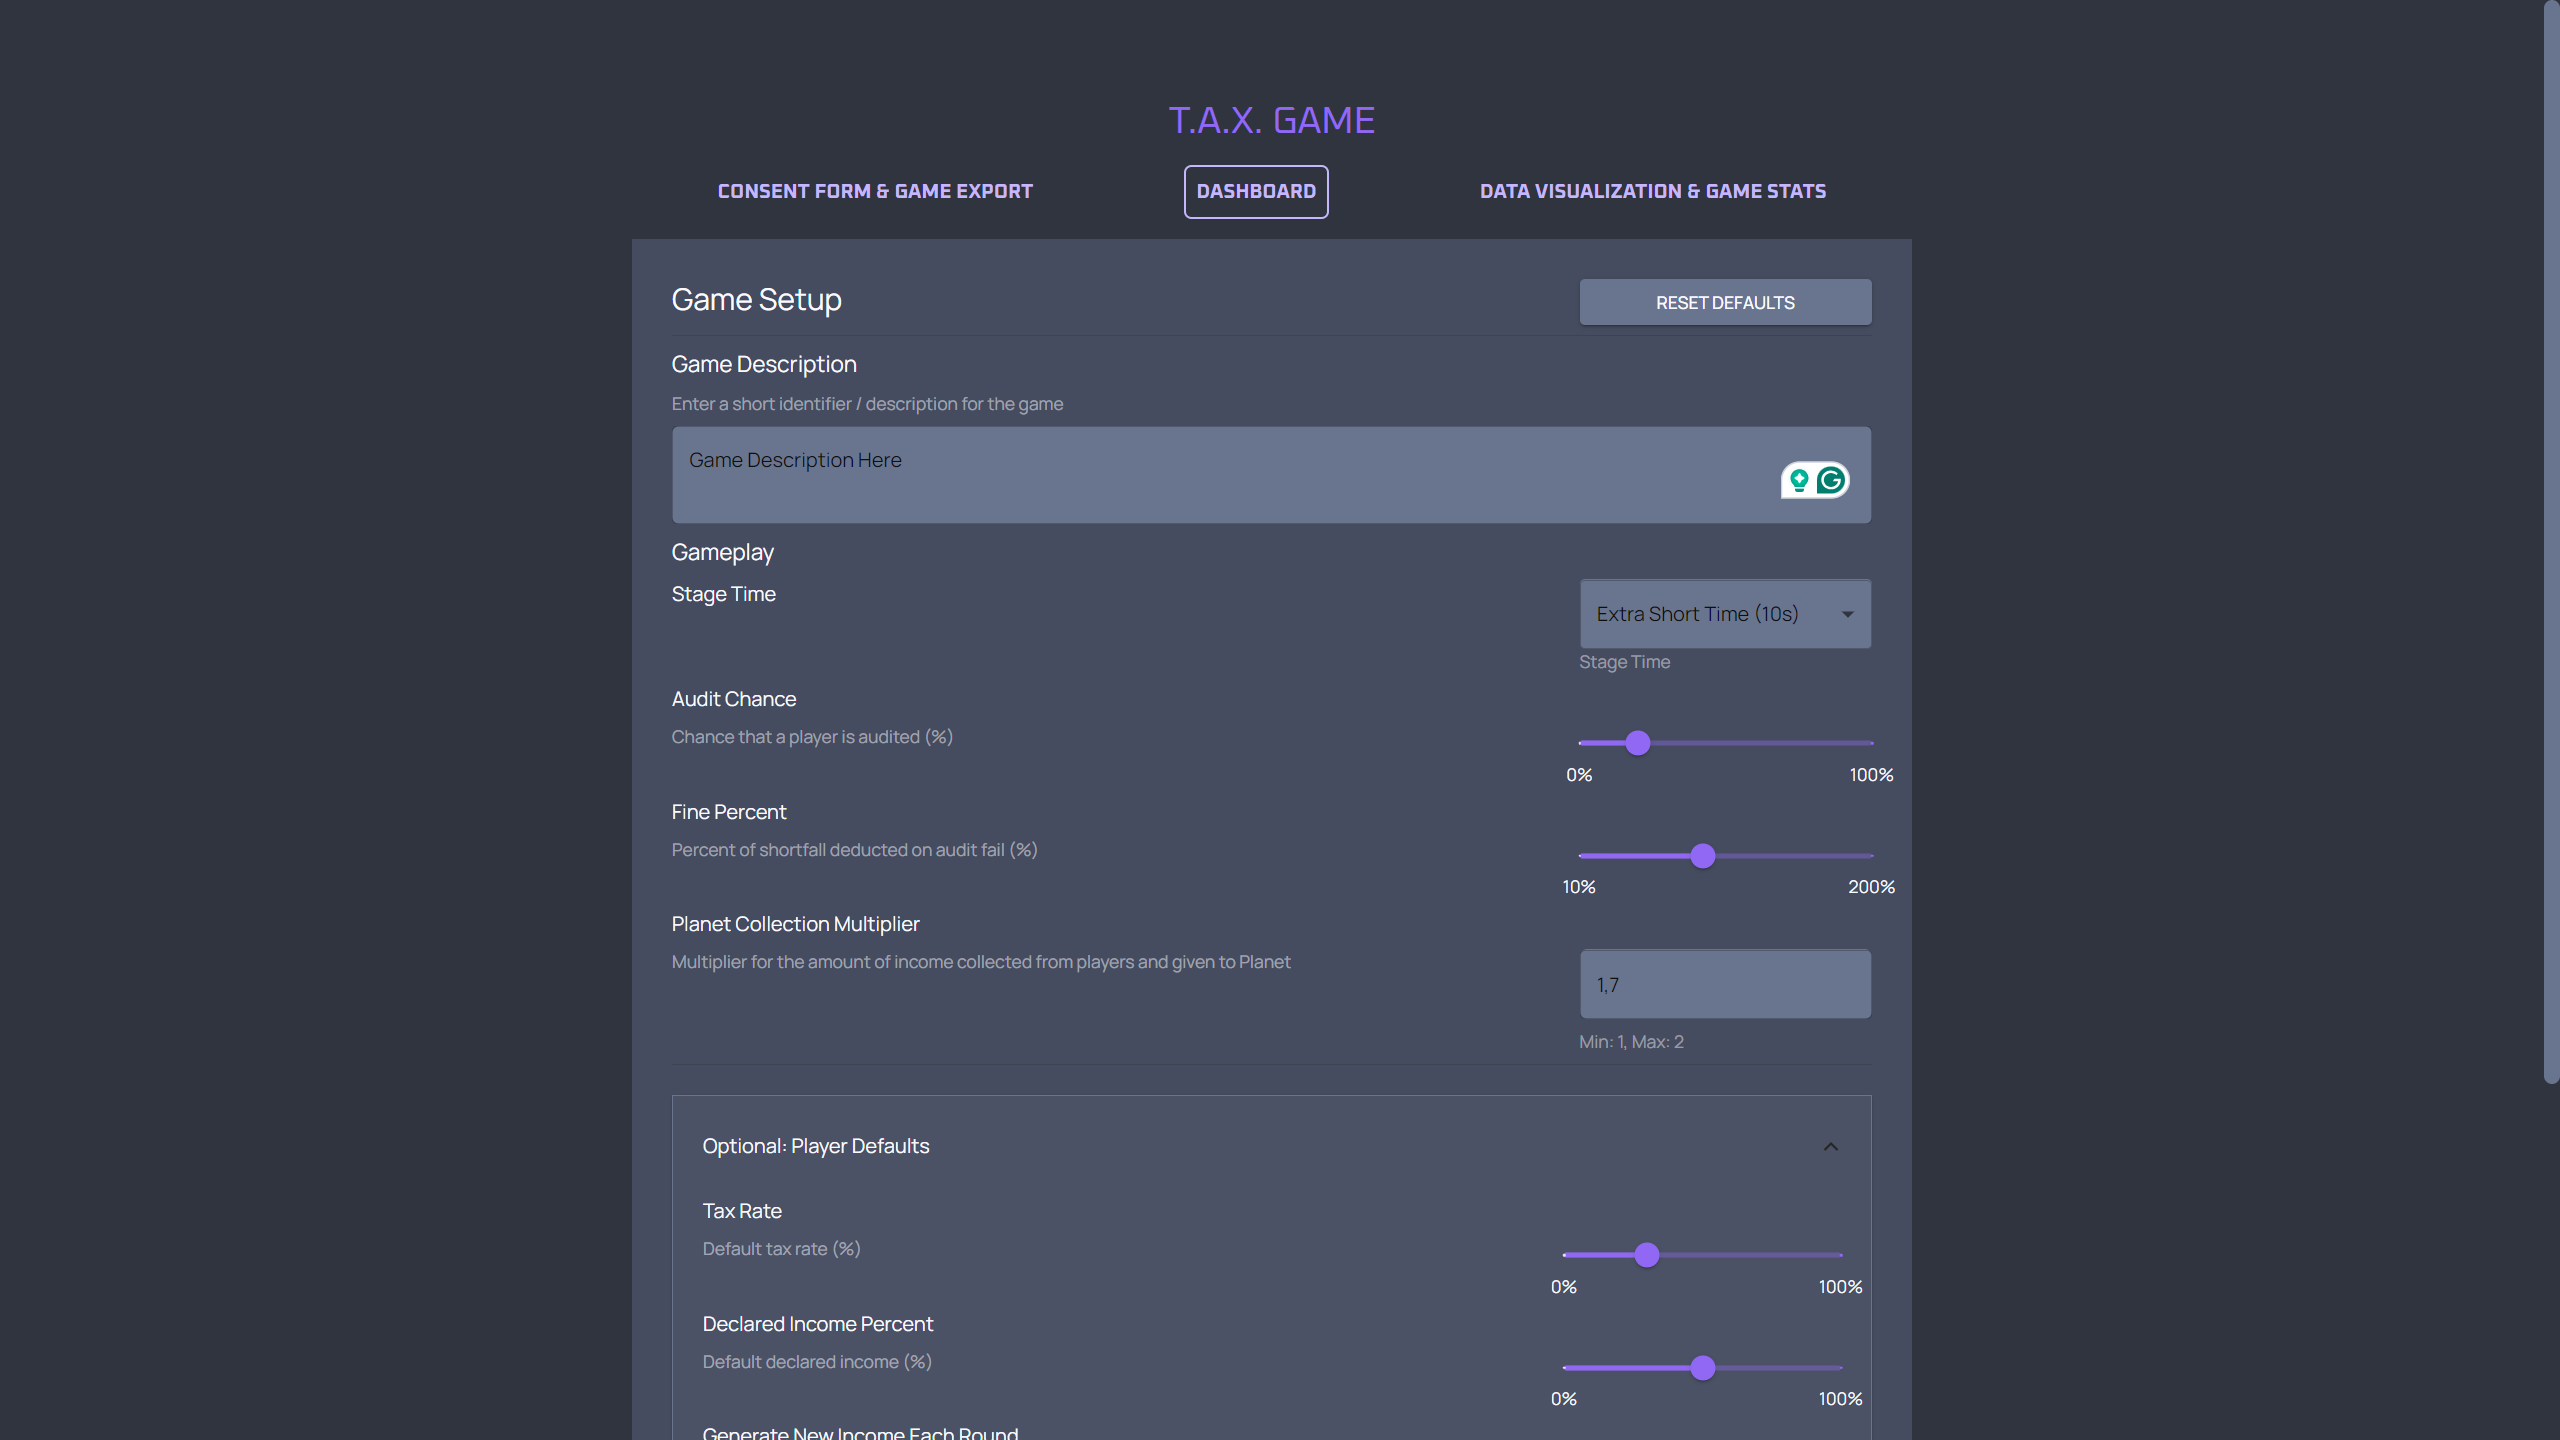 T.A.X. GAME
CONSENT FORM & GAME EXPORT
DASHBOARD
DATA VISUALIZATION & GAME STATS
Game Setup
RESET DEFAULTS
Game Description
Enter a short identifier / description for the game
Game Description Here
Gameplay
Stage Time
Extra Short Time (10s)
Stage Time
Audit Chance
Chance that a player is audited (%)
0%
100%
Fine Percent
Percent of shortfall deducted on audit fail (%)
10%
200%
Planet Collection Multiplier
Multiplier for the amount of income collected from players and given to Planet
1,7
Min: 1, Max: 2
Optional: Player Defaults
Tax Rate
Default tax rate (%)
0%
100%
Declared Income Percent
Default declared income (%)
0%
100%
Generate New Income Each Round